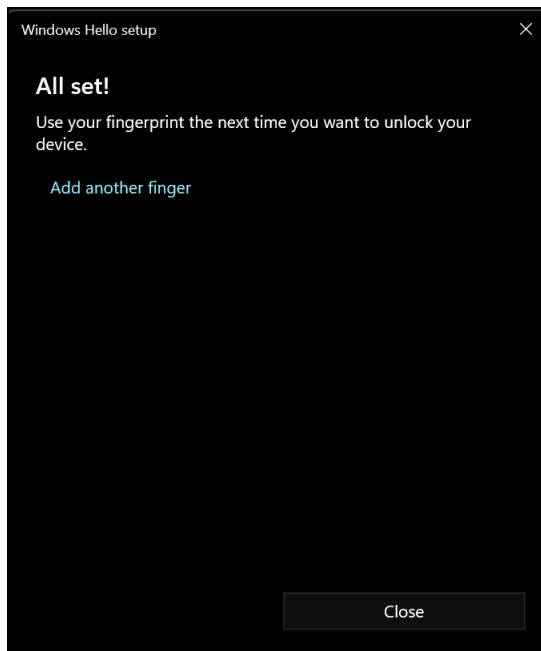 Windows Hello setup
All set!
Use your fingerprint the next time you want to unlock your
device.
Add another finger
Close